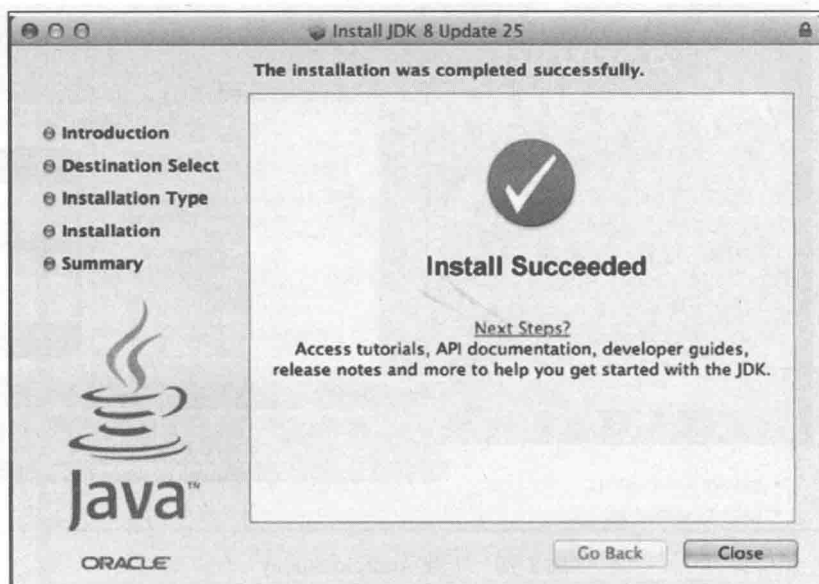 Install JDK 8 Update 25
The installation was completed successfully.
Introduction
Destination Select
Installation Type
Installation
Summary
Install Succeeded
Next Steps?
Access tutorials, API documentation, developer guides,
release notes and more to help you get started with the JDK.
Java™
ORACLE
Go Back
Close